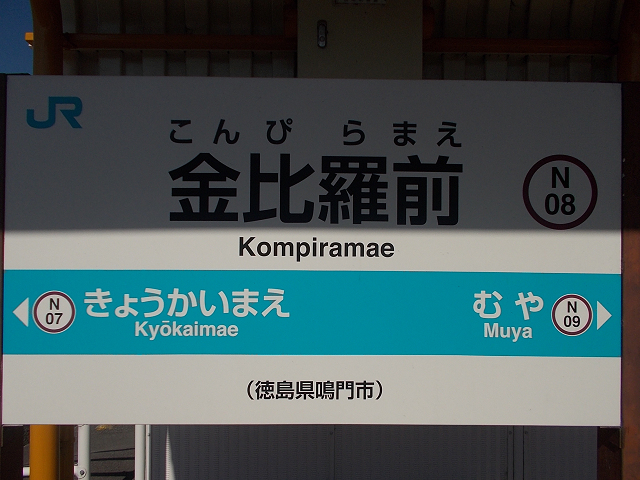 JR
こんぴらまえ
金比羅前
N
08
Kompiramae
N
07
きょうかいまえ
Kyōkaimae
むや
Muya
N
09
（徳島県鳴門市）